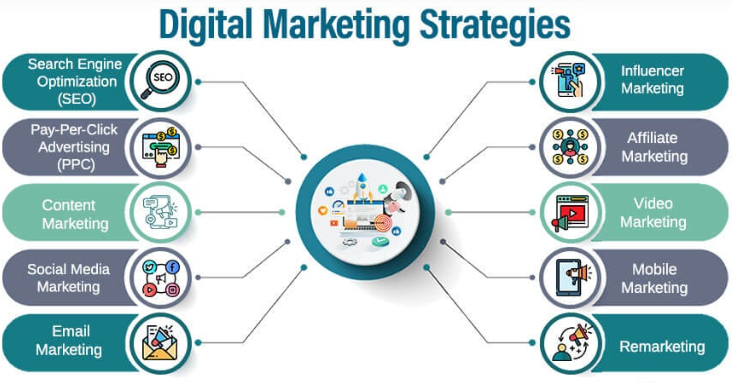 Digital Marketing Strategies
Search Engine
Optimization
(SEO)
SEO
Pay-Per-Click
Advertising
(PPC)
Content
Marketing
Social Media
Marketing
Email
Marketing
Influencer
Marketing
Affiliate
Marketing
Video
Marketing
Mobile
Marketing
Remarketing